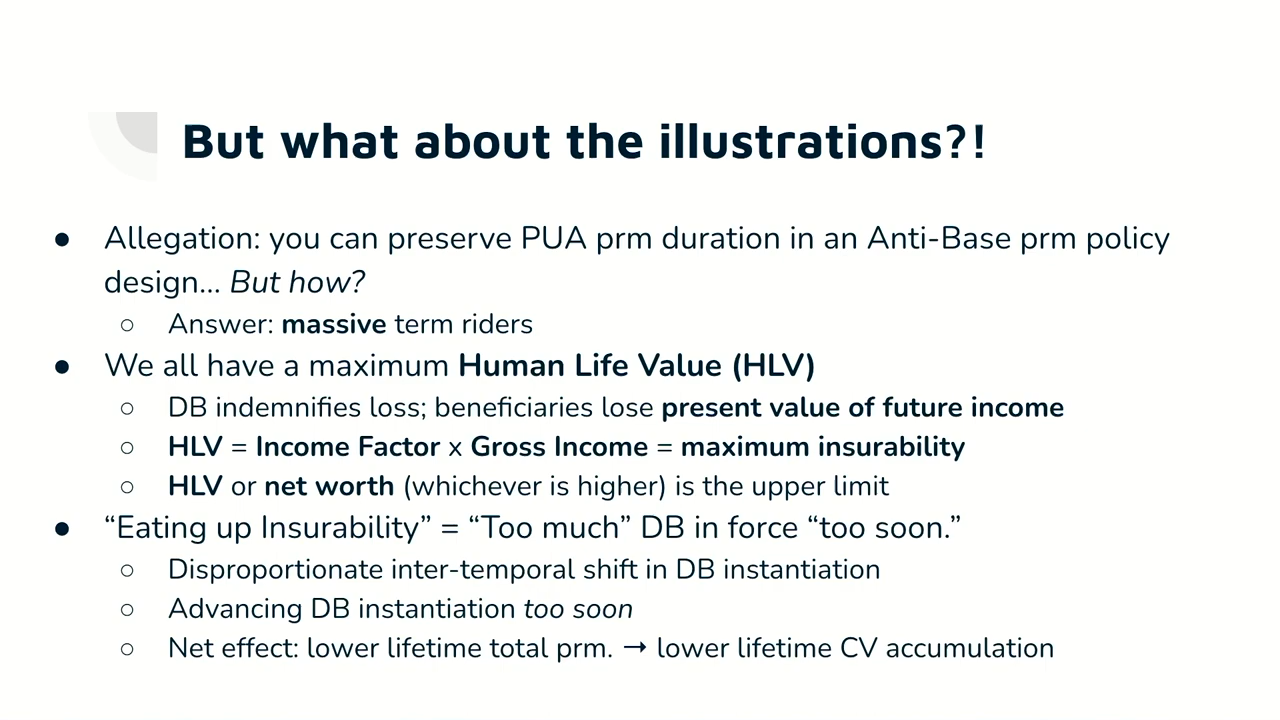 But what about the illustrations?!
● Allegation: you can preserve PUA prm duration in an Anti-Base prm policy
design... But how?
○ Answer: massive term riders
● We all have a maximum Human Life Value (HLV)
○ DB indemnifies loss; beneficiaries lose present value of future income
○ HLV = Income Factor x Gross Income = maximum insurability
○ HLV or net worth (whichever is higher) is the upper limit
● “Eating up Insurability” = “Too much” DB in force “too soon.”
○ Disproportionate inter-temporal shift in DB instantiation
○ Advancing DB instantiation too soon
○ Net effect: lower lifetime total prm. → lower lifetime CV accumulation